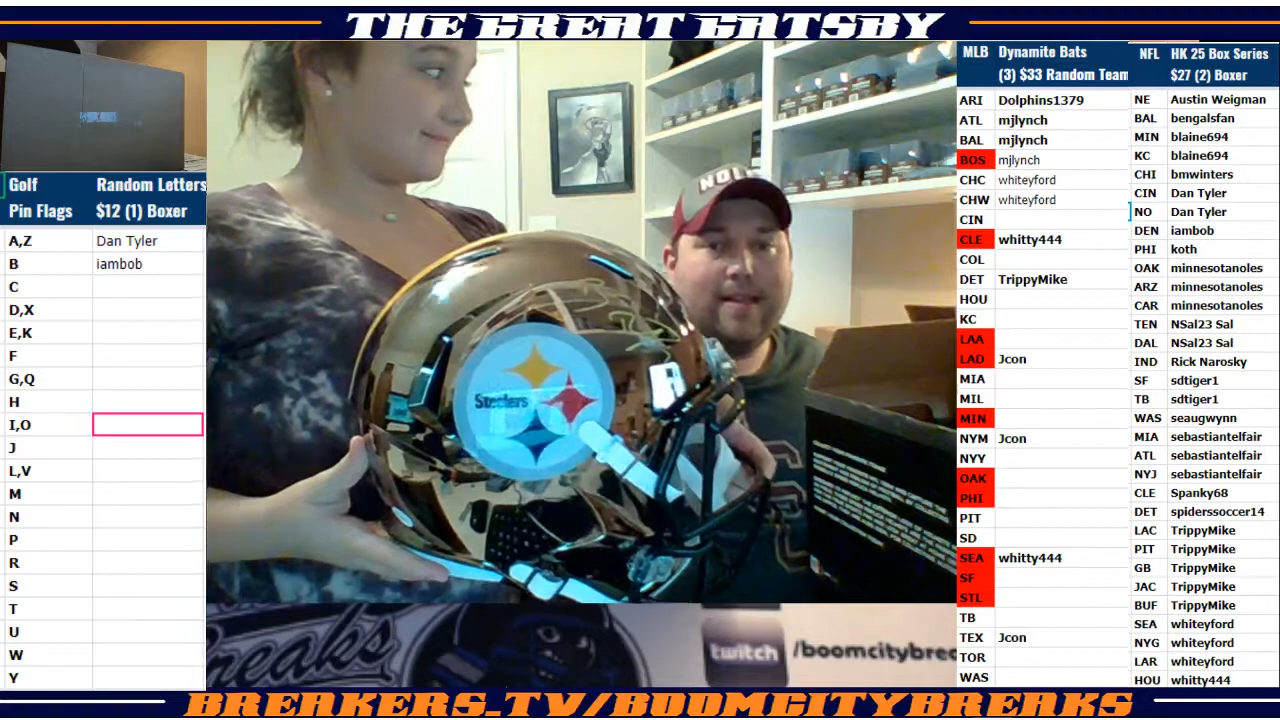 THE GREAT GATSBY
Golf Random Letters
Pin Flags $12 (1) Boxer
A,Z Dan Tyler
B iambob
C
D,X
E,K
F
G,Q
H
I,O
J
L,V
M
N
P
R
S
T
U
W
Y
NOL
Steelers
Breaks
twitch /boomcitybrea
MLB Dynamite Bats
(3) $33 Random Team
ARI Dolphins1379
ATL mjlynch
BAL mjlynch
BOS mjlynch
CHC whiteyford
CHW whiteyford
CIN
CLE whitty444
COL
DET TrippyMike
HOU
KC
LAA
LAD Jcon
MIA
MIL
MIN
NYM Jcon
NYY
OAK
PHI
PIT
SD
SEA whitty444
SF
STL
TB
TEX Jcon
TOR
WAS
NFL HK 25 Box Series
$27 (2) Boxer
NE Austin Weigman
BAL bengalsfan
MIN blaine694
KC blaine694
CHI bmwinters
CIN Dan Tyler
NO Dan Tyler
DEN iambob
PHI koth
OAK minnesotanoles
ARZ minnesotanoles
CAR minnesotanoles
TEN NSal23 Sal
DAL NSal23 Sal
IND Rick Narosky
SF sdtiger1
TB sdtiger1
WAS seaugwynn
MIA sebastiantelfair
ATL sebastiantelfair
NYJ sebastiantelfair
CLE Spanky68
DET spiderssoccer14
LAC TrippyMike
PIT TrippyMike
GB TrippyMike
JAC TrippyMike
BUF TrippyMike
SEA whiteyford
NYG whiteyford
LAR whiteyford
HOU whitty444
BREAKERS.TV/BOOMCITYBREAKS